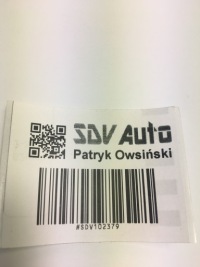 SDV Auto
Patryk Owsiński
#SDV102379